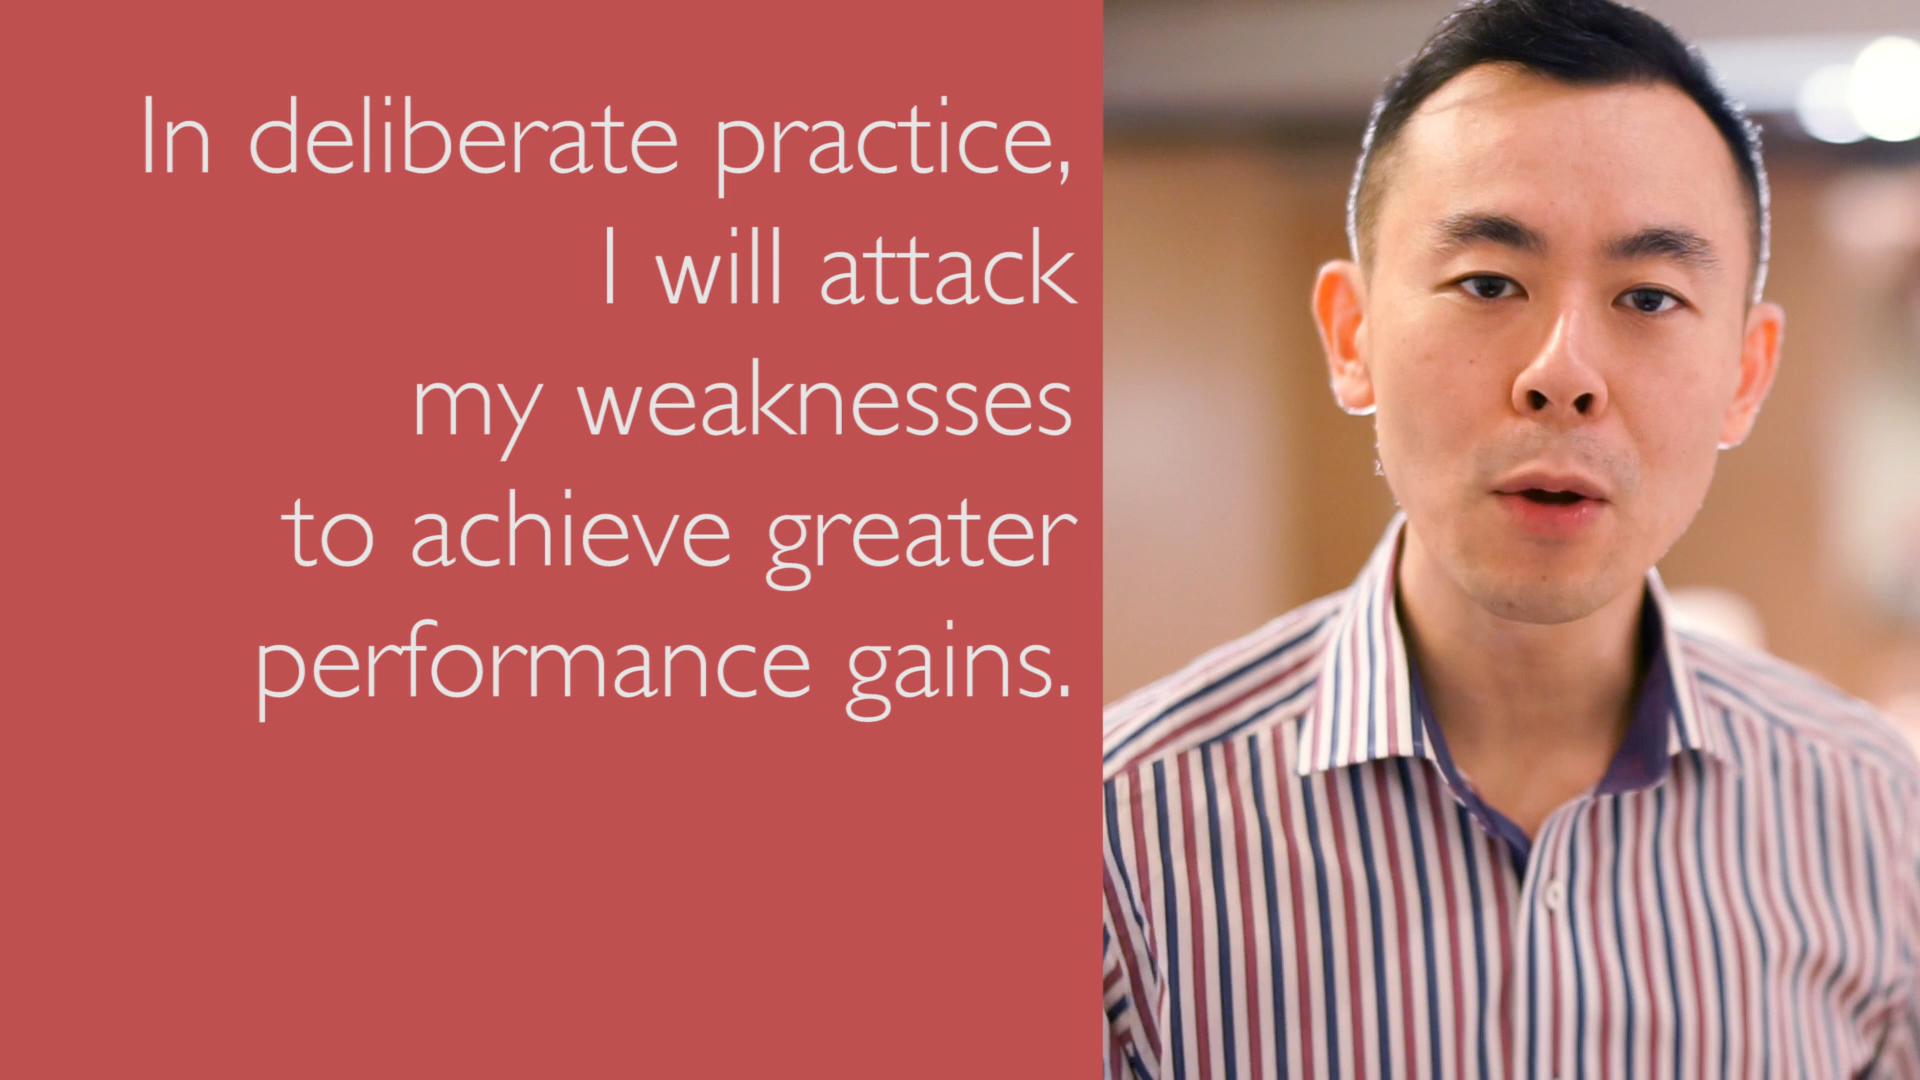 In deliberate practice,
I will attack
my weaknesses
to achieve greater
performance gains.